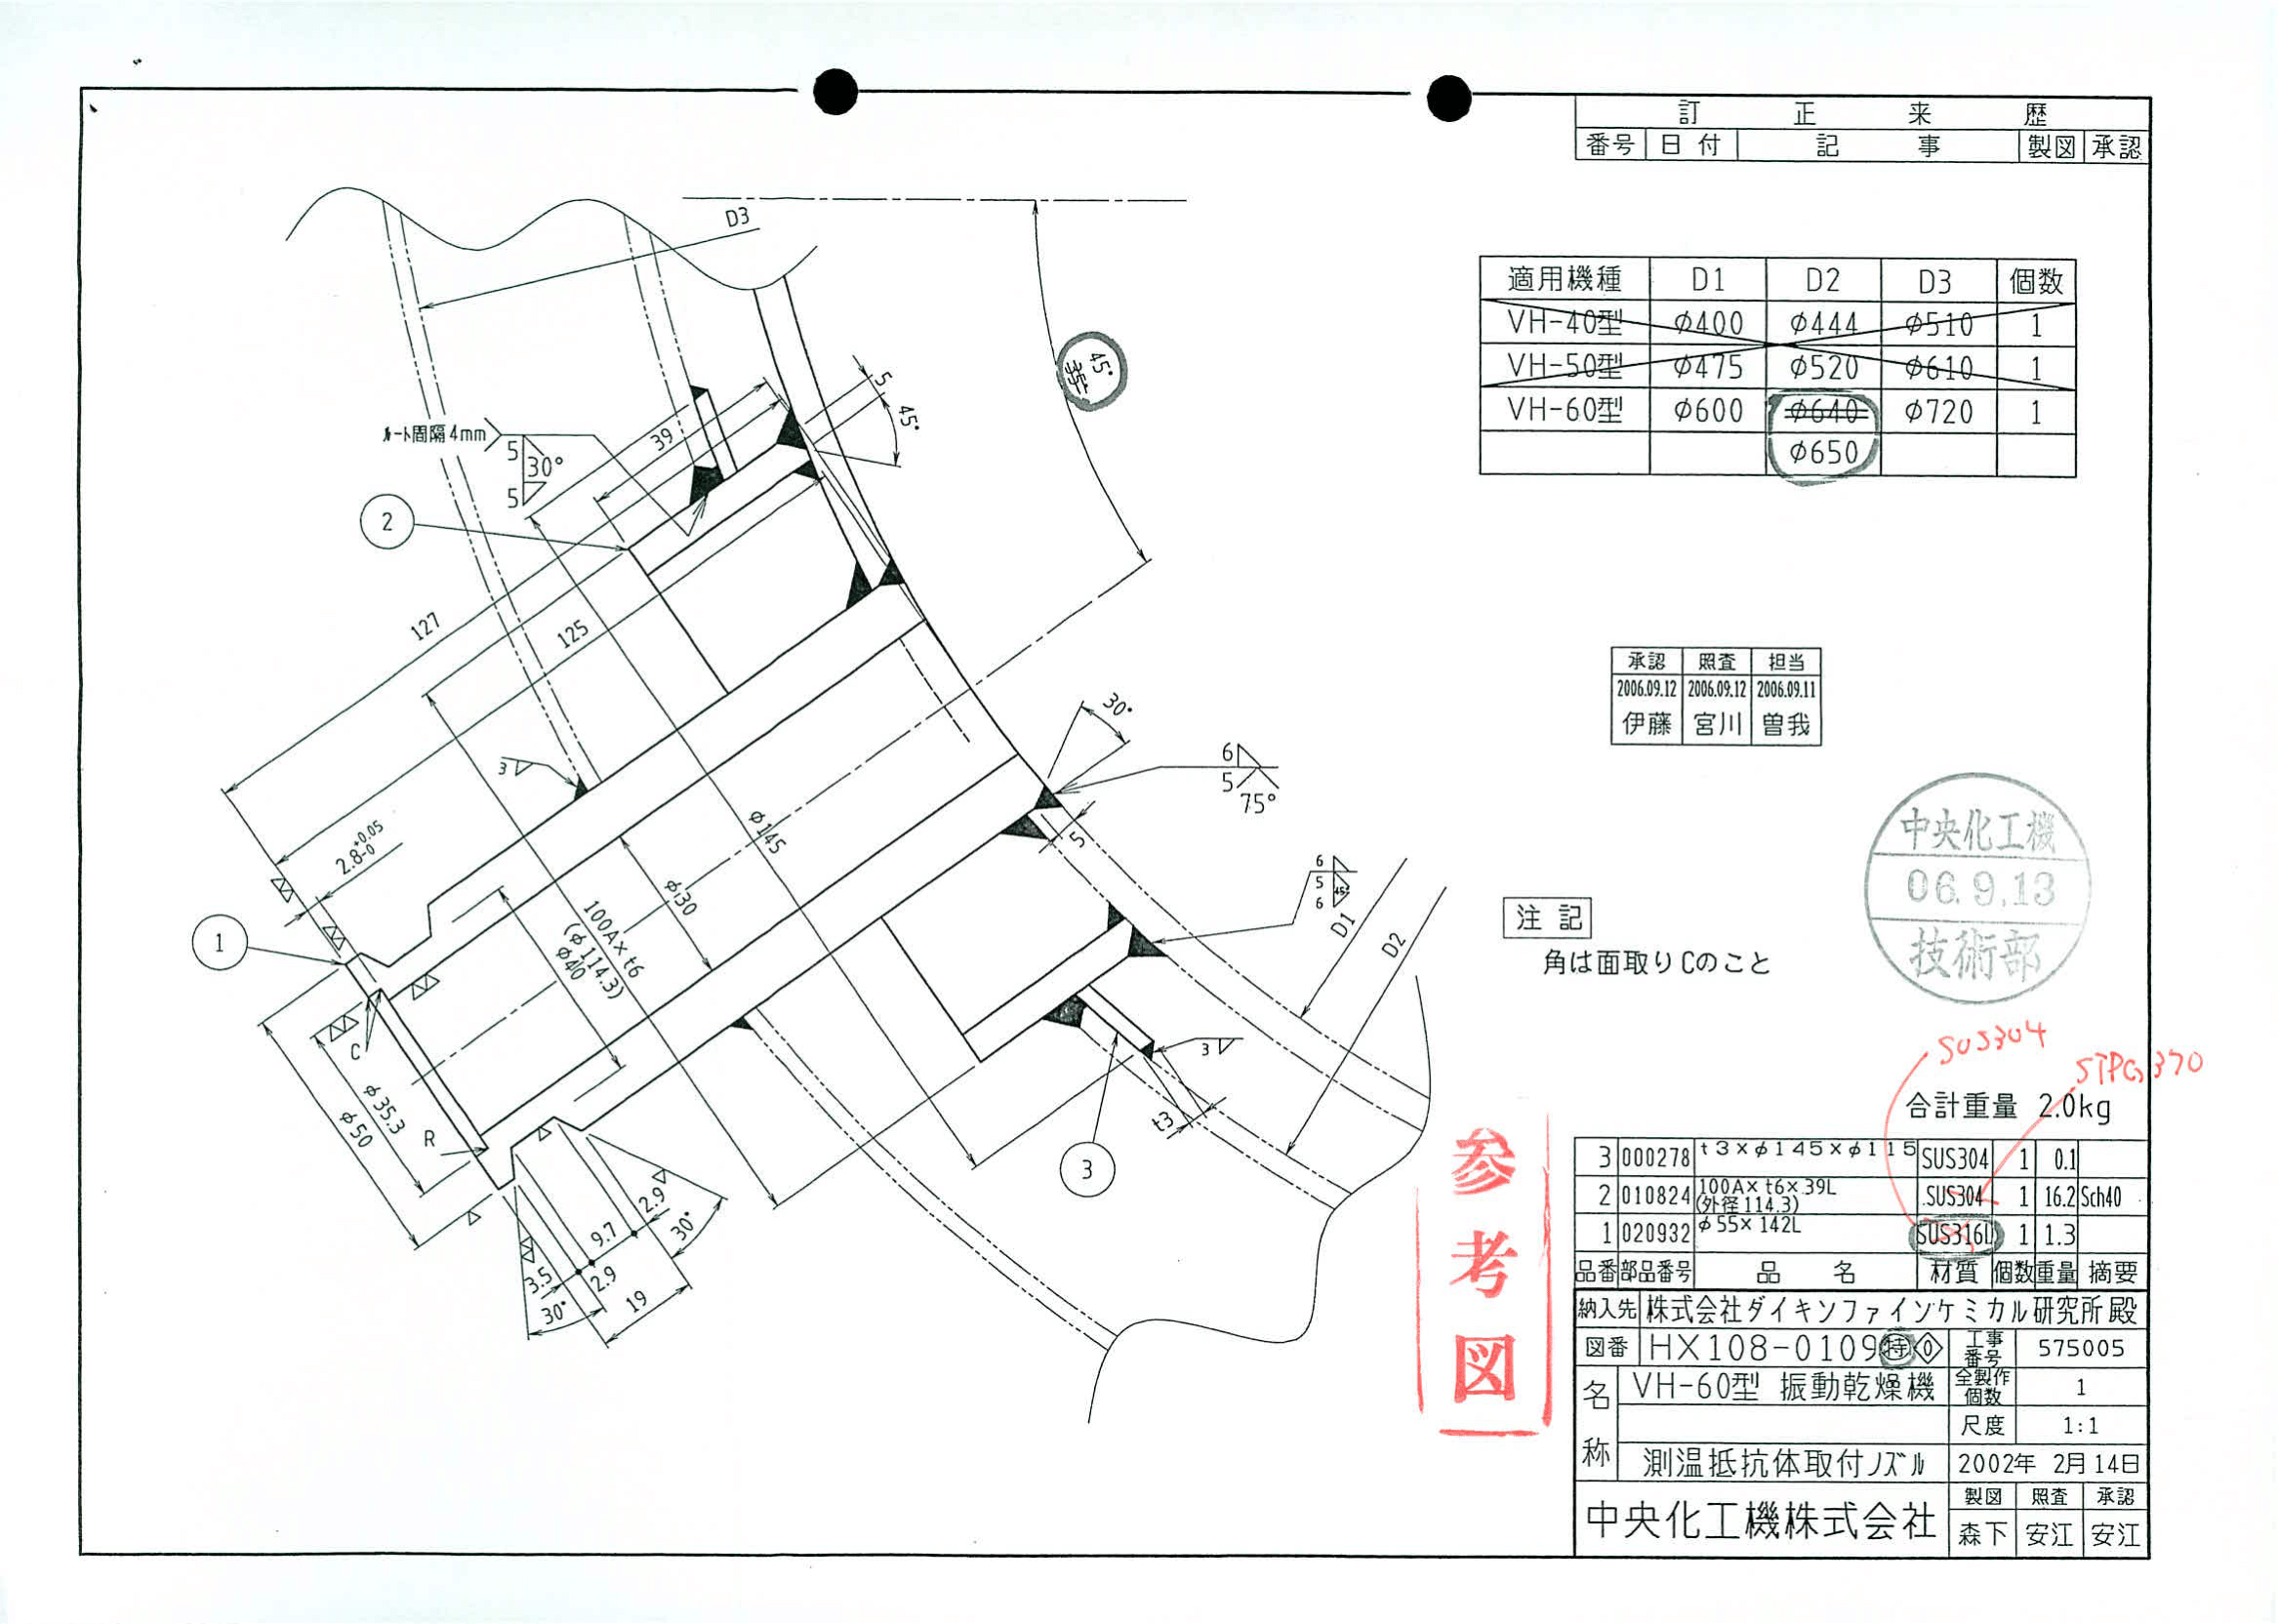 訂正来歴
番号 日付 記事 製図 承認
適用機種 D1 D2 D3 個数
VH-40型 φ400 φ444 φ510 1
VH-50型 φ475 φ520 φ610 1
VH-60型 φ600 φ640 φ720 1
φ650
D3
45°
35°
5
45°
39
ルート間隔4mm
5 30°
5
2
127
125
30°
6
5
75°
3
5
2.8 +0.05 -0
φ145
φ30
100A×t6
(φ114.3)
φ40
6
5 45°
6
D1
D2
1
C
φ35.3
φ50
R
3
t3
3
2.9
30°
9.7
3.5
2.9
30°
19
承認 照査 担当
2006.09.12 2006.09.12 2006.09.11
伊藤 宮川 曽我
中央化工機
06.9.13
技術部
注記
角は面取りCのこと
SUS304
STPG370
合計重量 2.0kg
参考図
3 000278 t3×φ145×φ115 SUS304 1 0.1
2 010824 100A×t6×39L (外径114.3) SUS304 1 16.2 Sch40
1 020932 φ55×142L SUS316L 1 1.3
品番 部品番号 品名 材質 個数 重量 摘要
納入先 株式会社ダイキンファインケミカル研究所殿
図番 HX108-0109 特 0 工事番号 575005
名称 VH-60型 振動乾燥機 全製作個数 1
尺度 1:1
測温抵抗体取付ノズル 2002年 2月14日
中央化工機株式会社 製図 照査 承認
森下 安江 安江